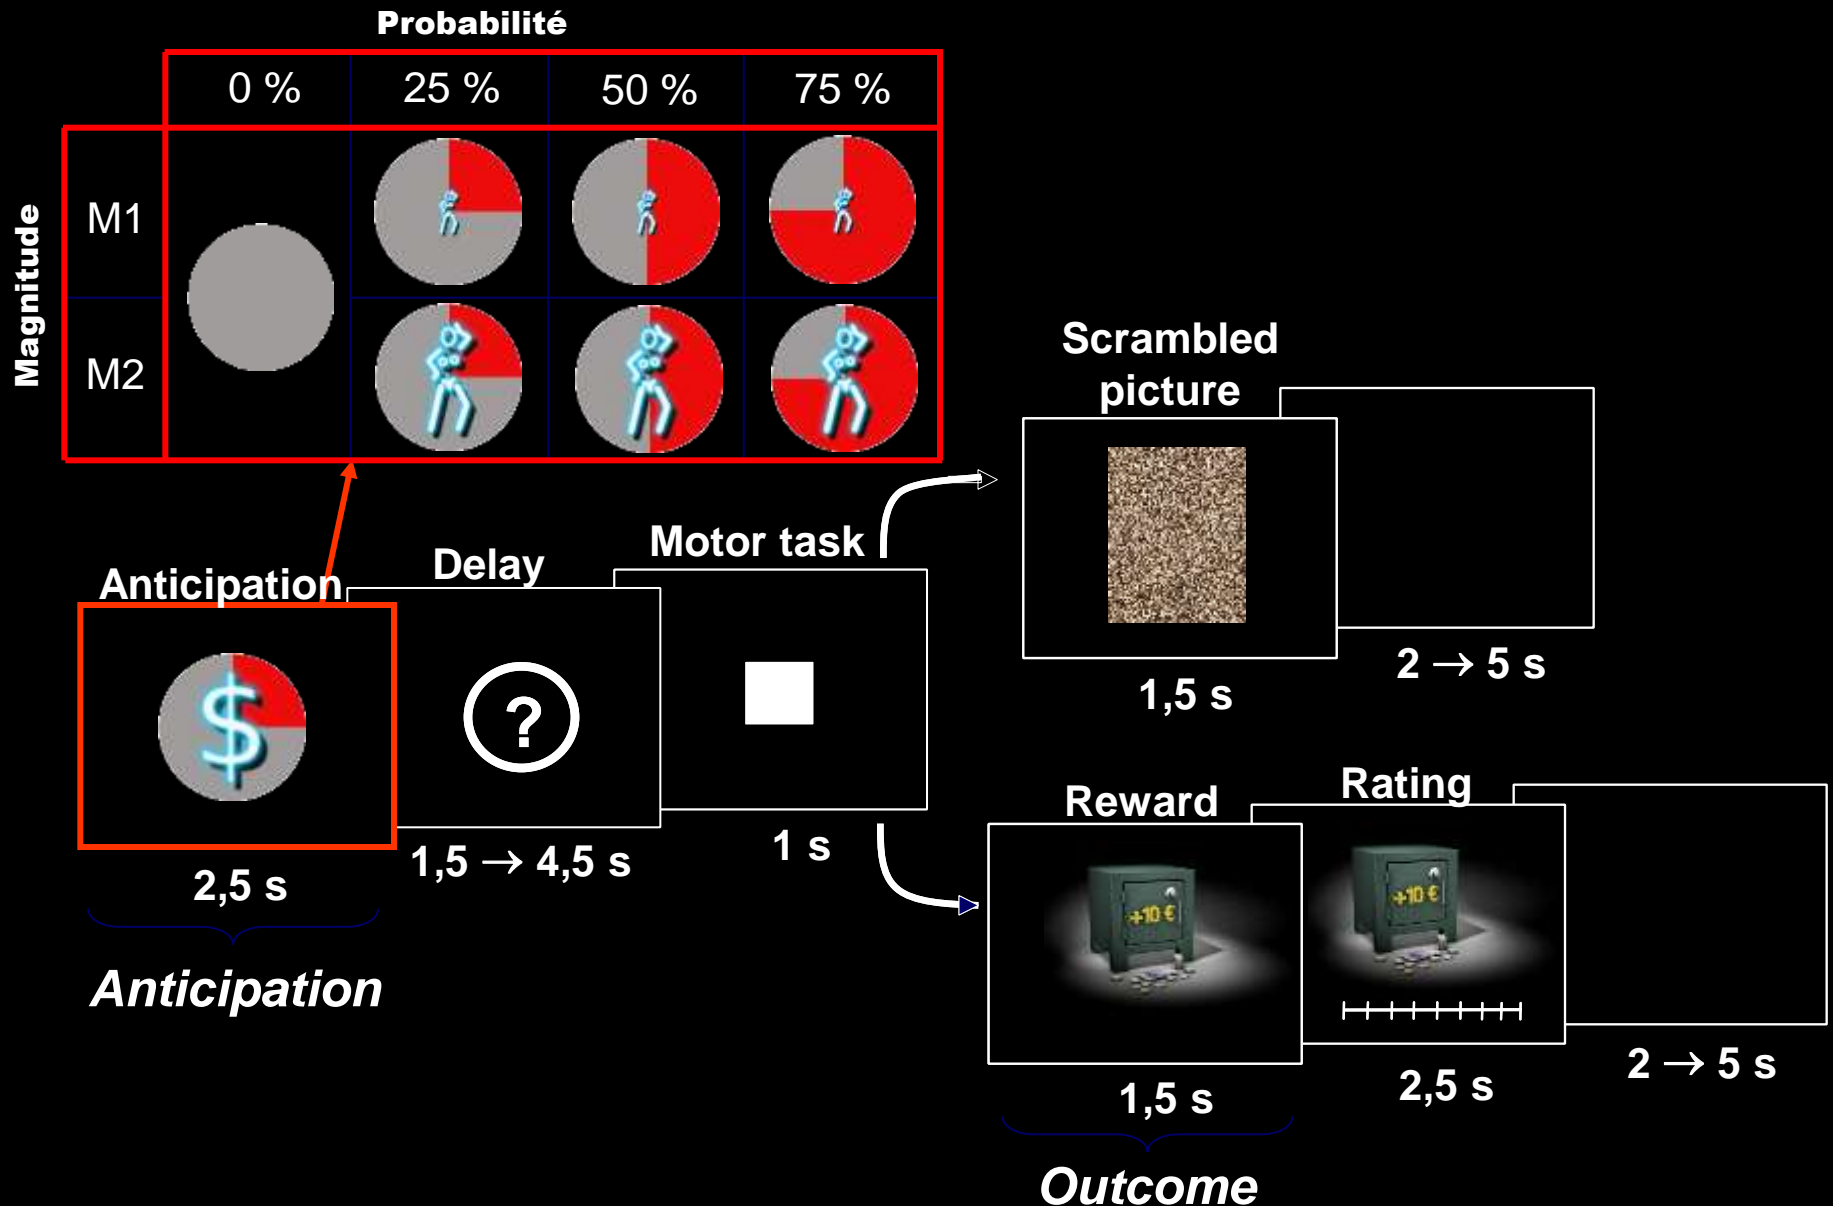 Probabilité
0 % 25 % 50 % 75 %
Magnitude
M1
M2
Scrambled
picture
Motor task
Delay
Anticipation
$
?
2 → 5 s
1,5 s
Rating
Reward
1 s
1,5 → 4,5 s
2,5 s
+10 €
+10 €
Anticipation
2 → 5 s
2,5 s
1,5 s
Outcome